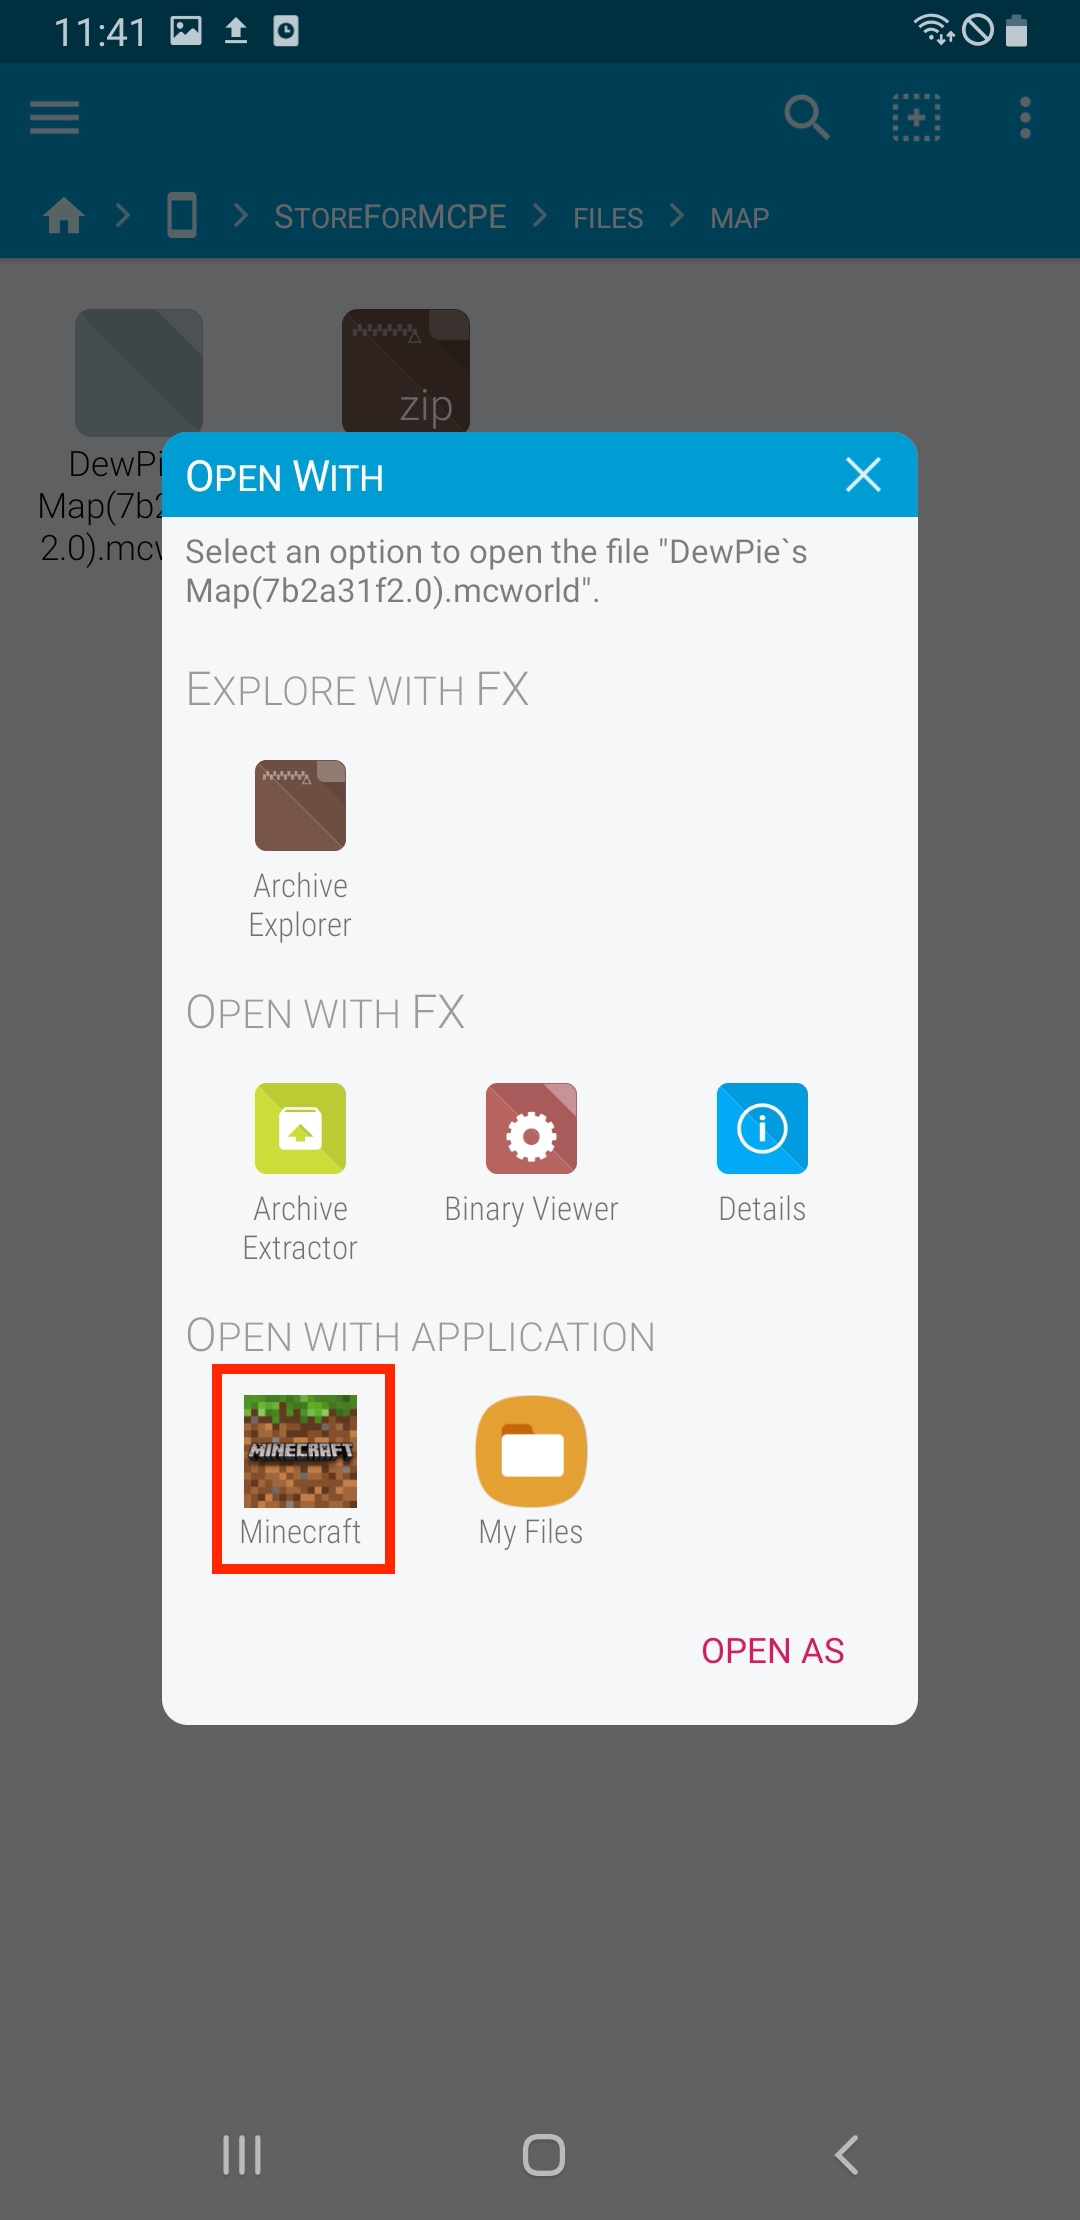 11:41
STOREFORMCPE FILES MAP
zip
DewPi
Map(7b2
2.0).mcw
OPEN WITH
Select an option to open the file "DewPie`s
Map(7b2a31f2.0).mcworld".
EXPLORE WITH FX
Archive
Explorer
OPEN WITH FX
Archive
Extractor
Binary Viewer
Details
OPEN WITH APPLICATION
MINECRAFT
Minecraft
My Files
OPEN AS